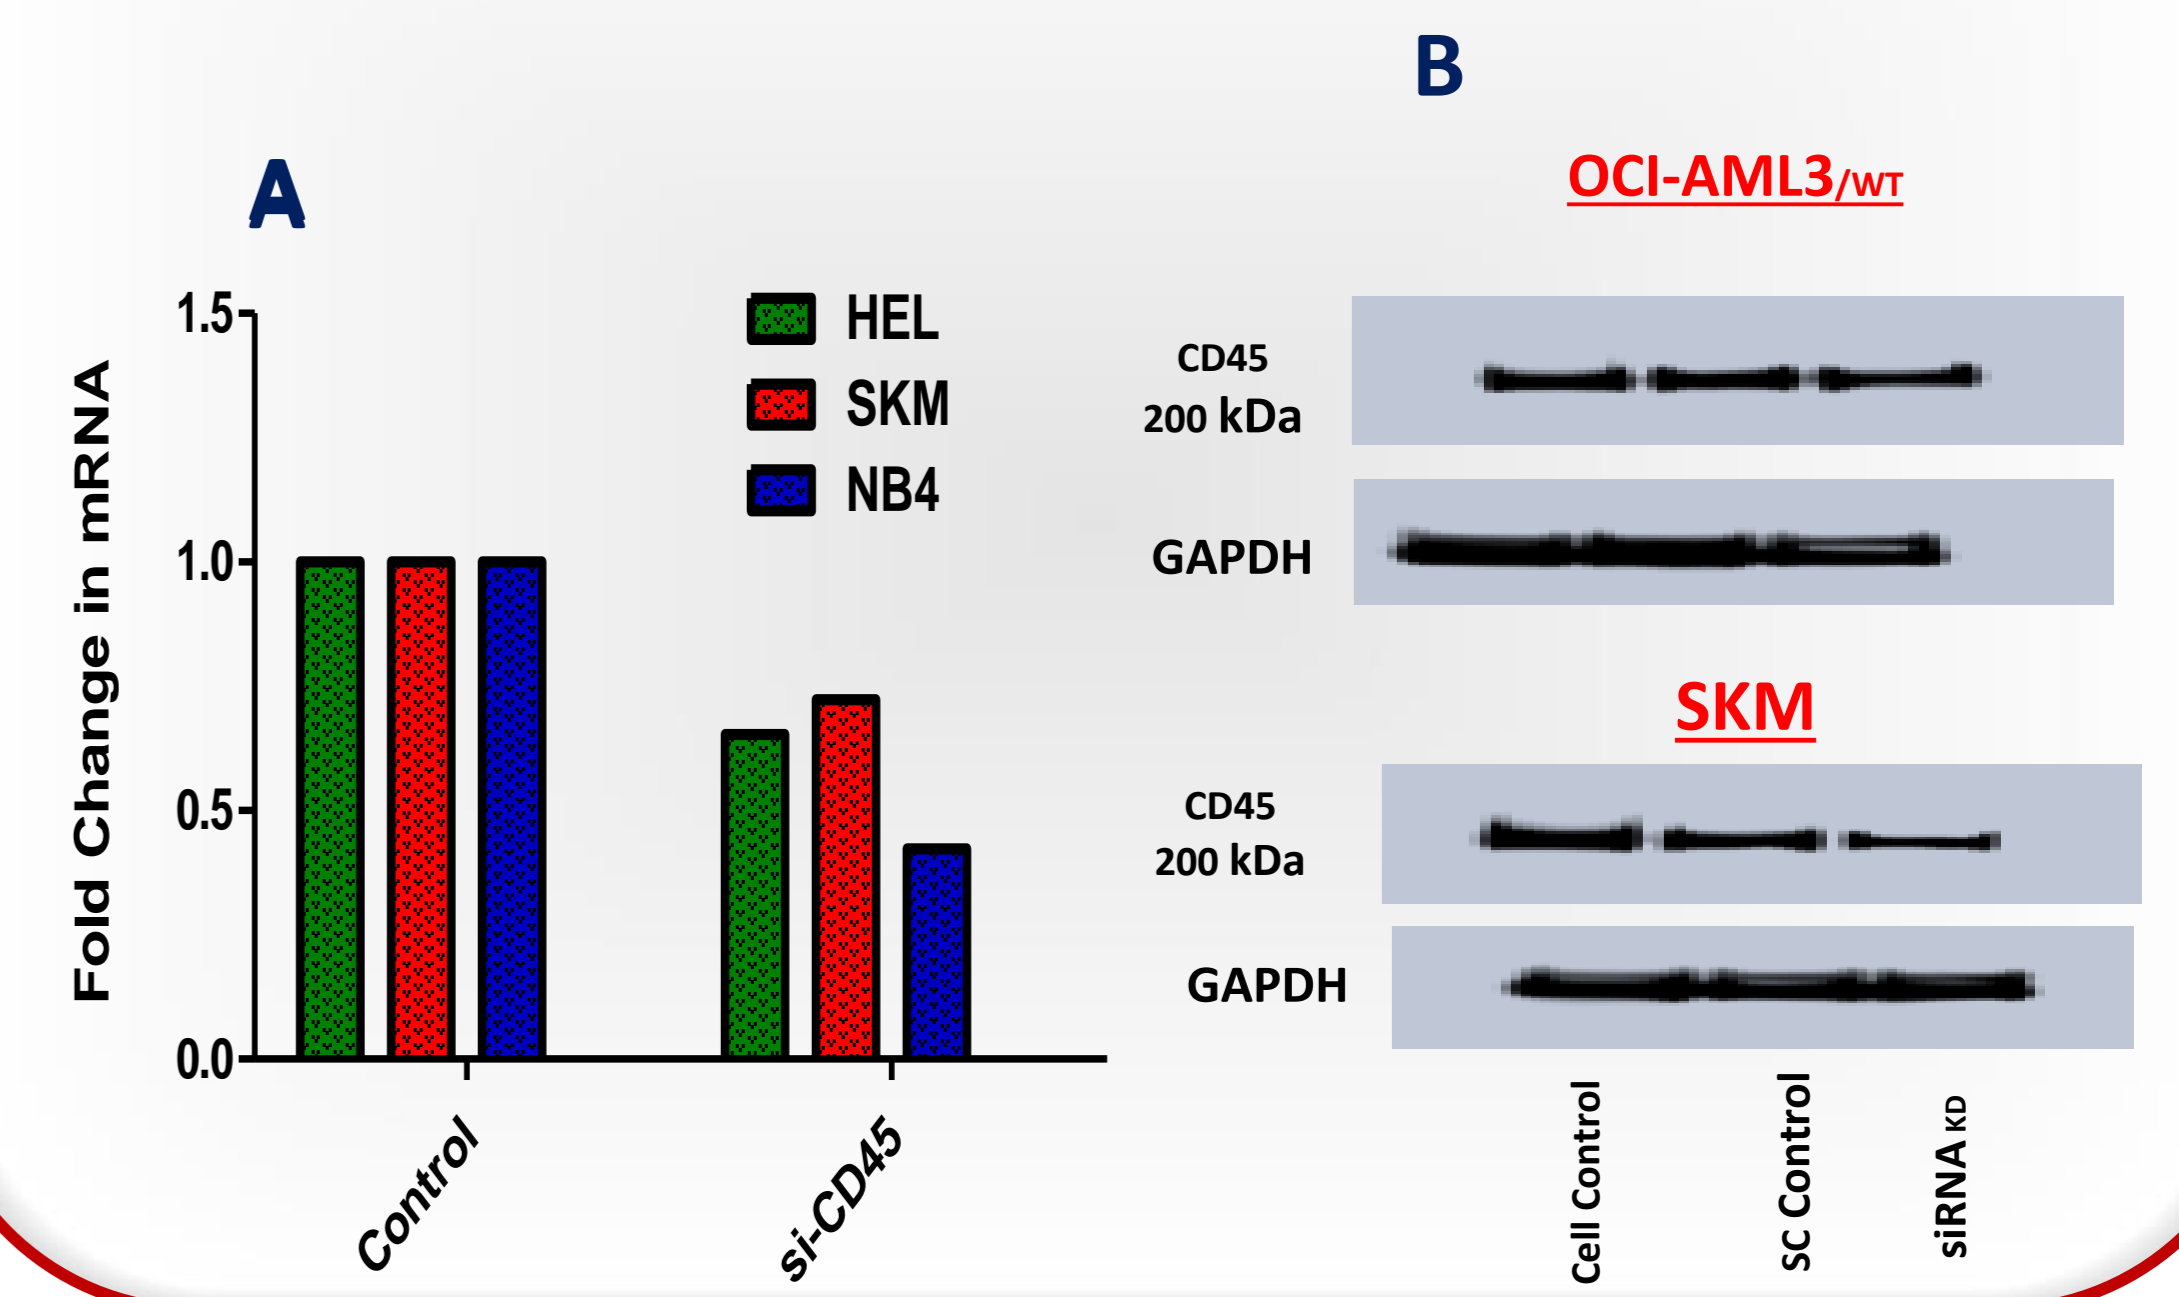 A
Fold Change in mRNA
1.5
1.0
0.5
0.0
HEL
SKM
NB4
Control
si-CD45
B
OCI-AML3/WT
CD45
200 kDa
GAPDH
SKM
CD45
200 kDa
GAPDH
Cell Control
SC Control
siRNA KD